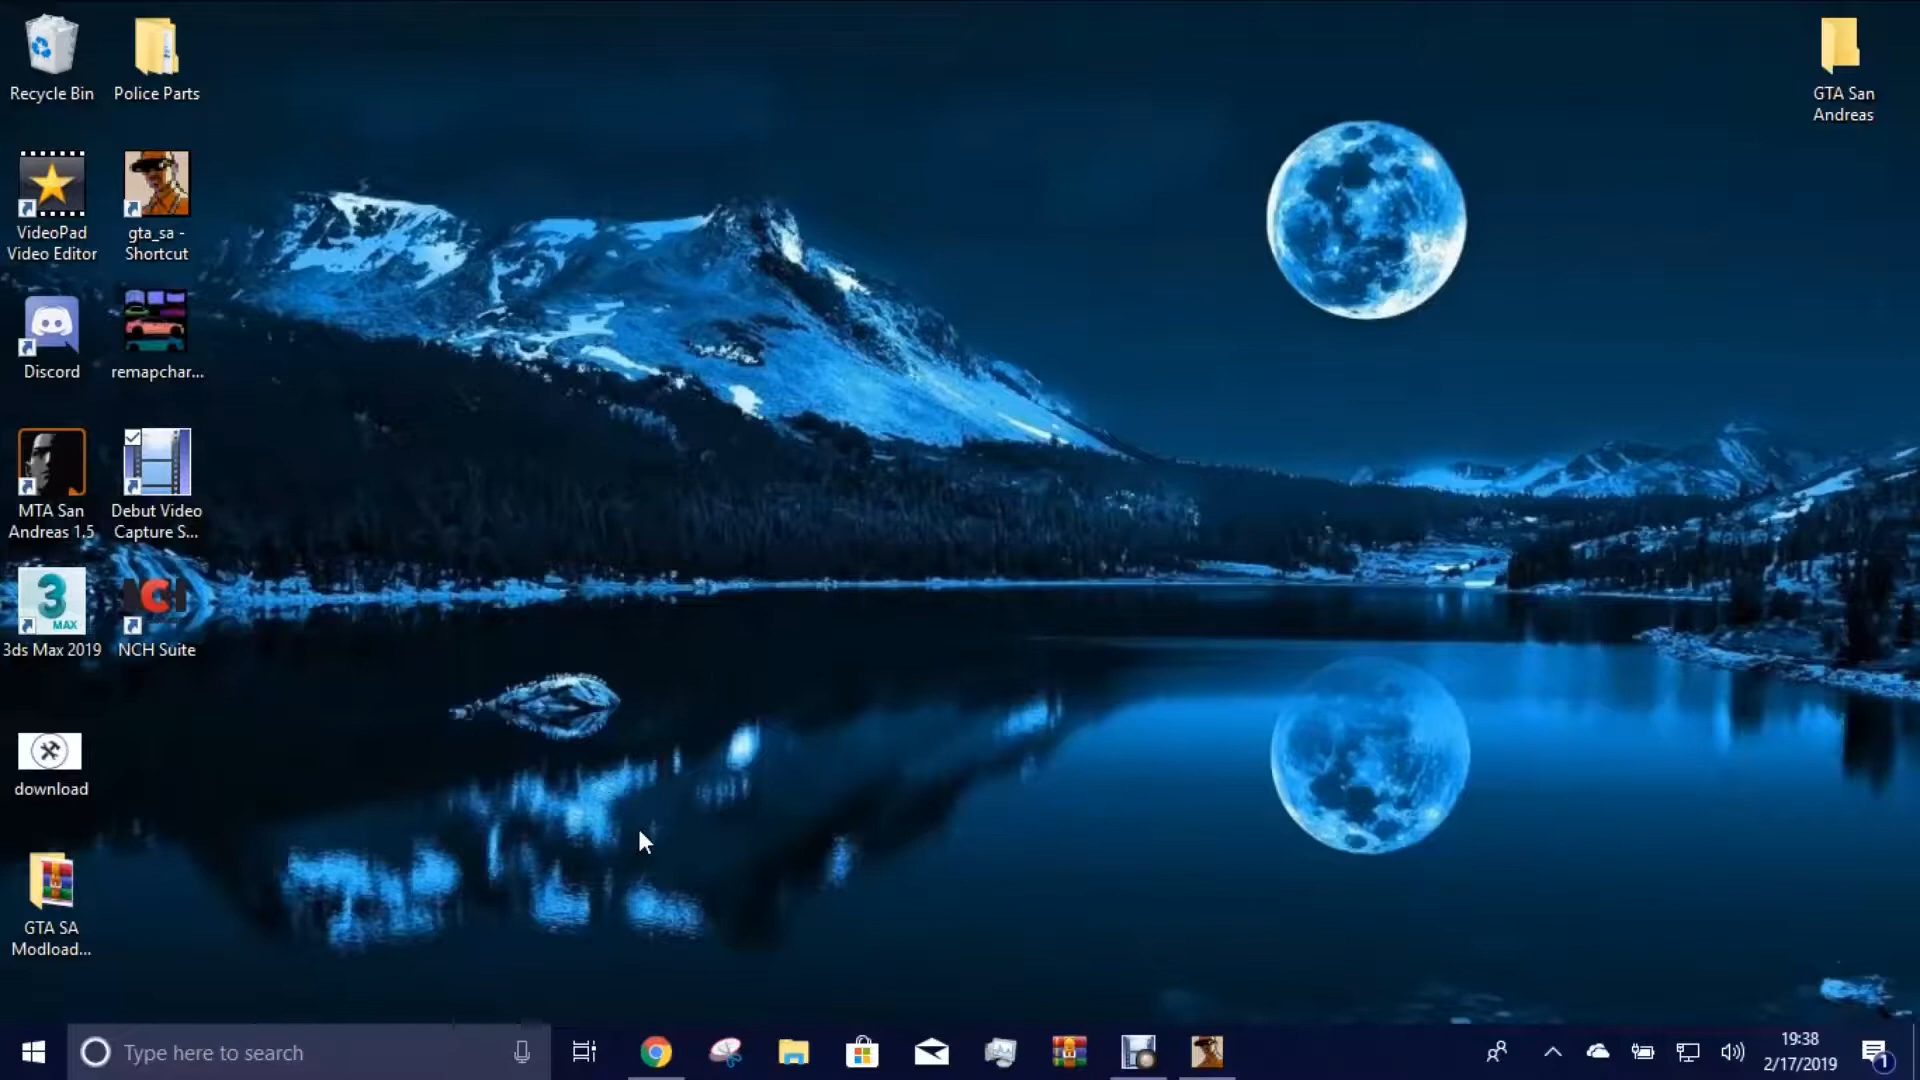 Recycle Bin
Police Parts
GTA San
Andreas
VideoPad
Video Editor
gta_sa -
Shortcut
Discord
remapchar...
MTA San
Andreas 1.5
Debut Video
Capture S...
3
MAX
3ds Max 2019
NCH
NCH Suite
download
GTA SA
Modload...
Type here to search
19:38
2/17/2019
1